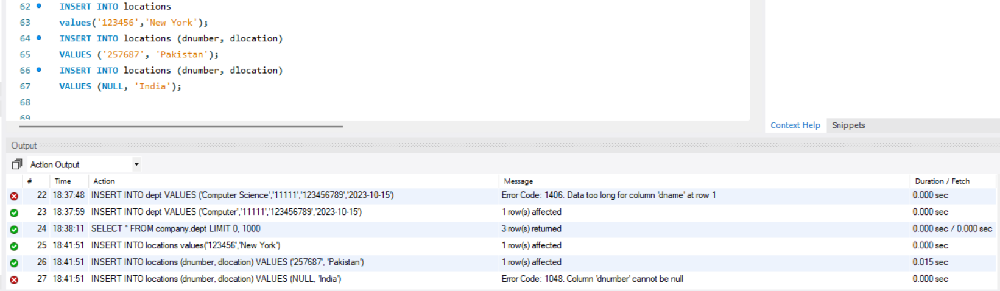 62 INSERT INTO locations
63 values('123456','New York');
64 INSERT INTO locations (dnumber, dlocation)
65 VALUES ('257687', 'Pakistan');
66 INSERT INTO locations (dnumber, dlocation)
67 VALUES (NULL, 'India');
68
69
Context Help Snippets
Output
Action Output
# Time Action Message Duration / Fetch
22 18:37:48 INSERT INTO dept VALUES ('Computer Science','11111','123456789','2023-10-15') Error Code: 1406. Data too long for column 'dname' at row 1 0.000 sec
23 18:37:59 INSERT INTO dept VALUES ('Computer','11111','123456789','2023-10-15') 1 row(s) affected 0.000 sec
24 18:38:11 SELECT * FROM company.dept LIMIT 0, 1000 3 row(s) returned 0.000 sec / 0.000 sec
25 18:41:51 INSERT INTO locations values('123456','New York') 1 row(s) affected 0.000 sec
26 18:41:51 INSERT INTO locations (dnumber, dlocation) VALUES ('257687', 'Pakistan') 1 row(s) affected 0.015 sec
27 18:41:51 INSERT INTO locations (dnumber, dlocation) VALUES (NULL, 'India') Error Code: 1048. Column 'dnumber' cannot be null 0.000 sec